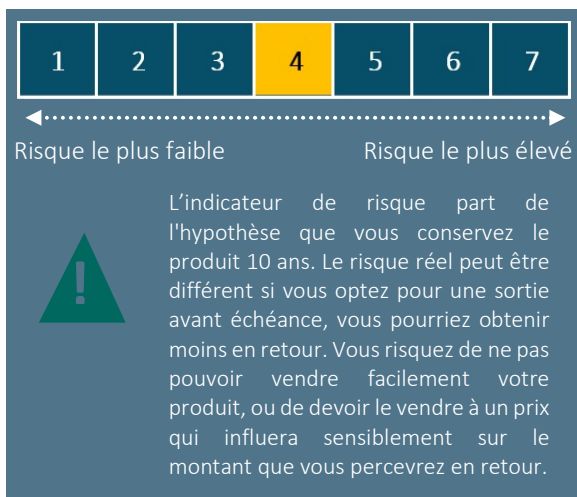 1 2 3 4 5 6 7
Risque le plus faible Risque le plus élevé
L’indicateur de risque part de
l'hypothèse que vous conservez le
produit 10 ans. Le risque réel peut être
différent si vous optez pour une sortie
avant échéance, vous pourriez obtenir
moins en retour. Vous risquez de ne pas
pouvoir vendre facilement votre
produit, ou de devoir le vendre à un prix
qui influera sensiblement sur le
montant que vous percevrez en retour.
!